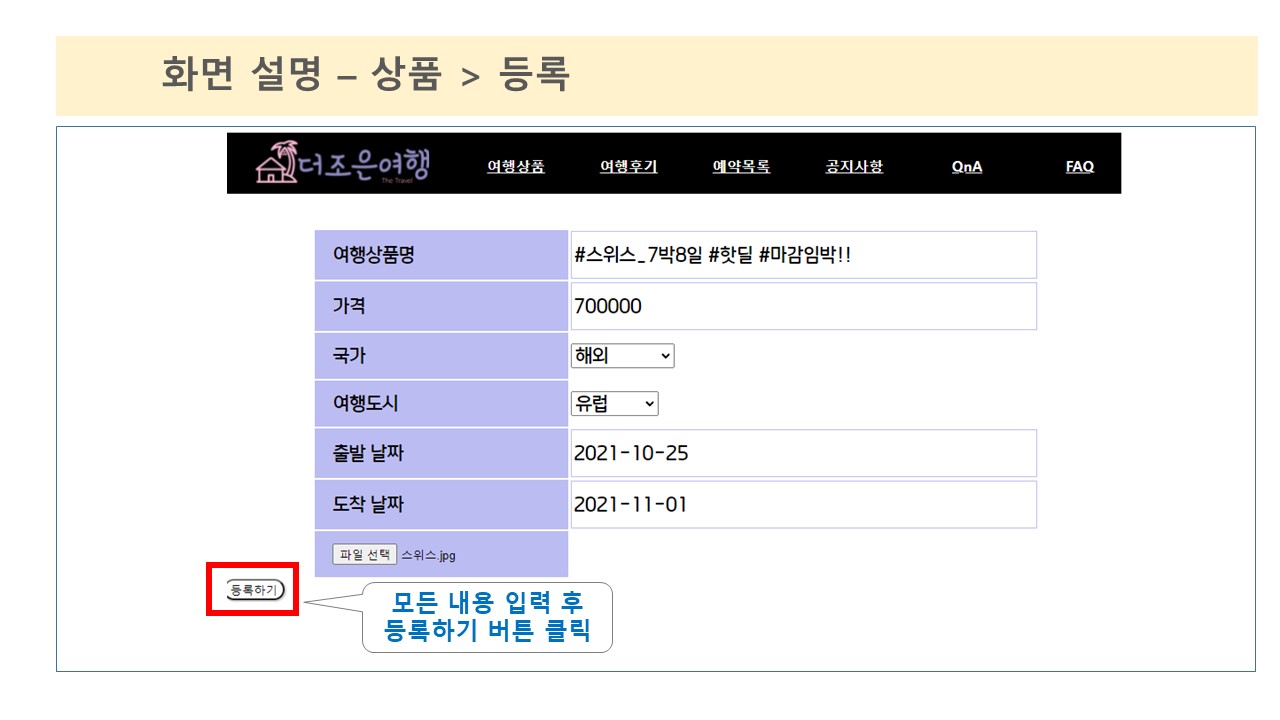 화면 설명 – 상품 > 등록
더조은여행
The Travel
여행상품 여행후기 예약목록 공지사항 QnA FAQ
여행상품명 #스위스_7박8일 #핫딜 #마감임박!!
가격 700000
국가 해외
여행도시 유럽
출발 날짜 2021-10-25
도착 날짜 2021-11-01
파일 선택 스위스.jpg
등록하기
모든 내용 입력 후
등록하기 버튼 클릭